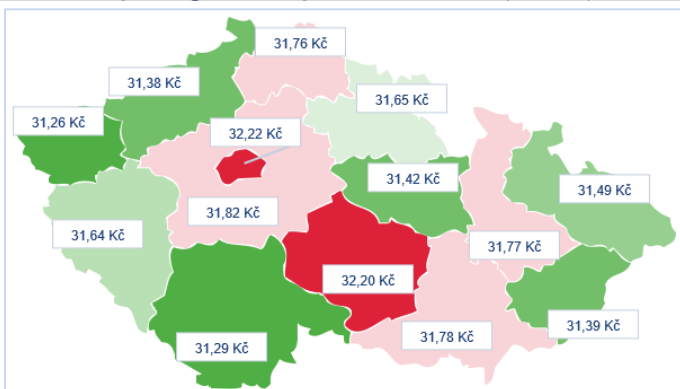 31,76 Kč
31,38 Kč
31,65 Kč
31,26 Kč
32,22 Kč
31,42 Kč
31,49 Kč
31,82 Kč
31,64 Kč
31,77 Kč
32,20 Kč
31,39 Kč
31,78 Kč
31,29 Kč